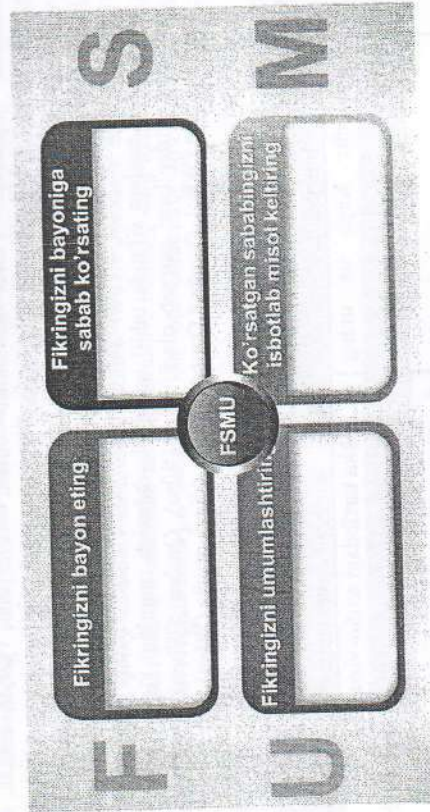 F
Fikringizni bayon eting
Fikringizni bayoniga
sabab ko'rsating
S
FSMU
U
Fikringizni umumlashtiring
Ko'rsatgan sababingizni
isbotlab misol keltiring
M